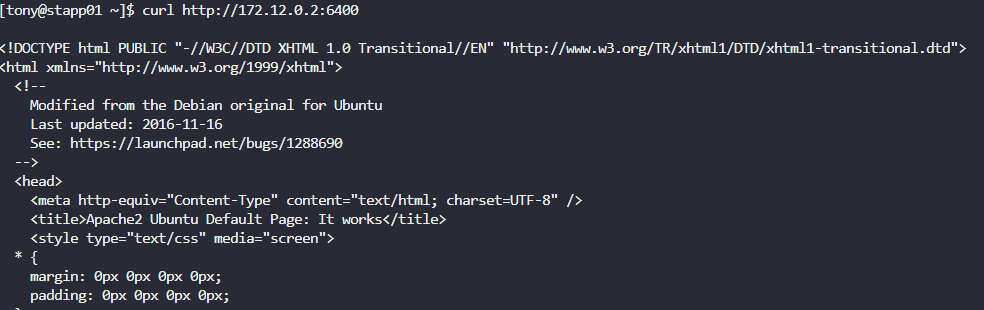 [tony@stapp01 ~]$ curl http://172.12.0.2:6400
<!DOCTYPE html PUBLIC "-//W3C//DTD XHTML 1.0 Transitional//EN" "http://www.w3.org/TR/xhtml1/DTD/xhtml1-transitional.dtd">
<html xmlns="http://www.w3.org/1999/xhtml">
  <!--
    Modified from the Debian original for Ubuntu
    Last updated: 2016-11-16
    See: https://launchpad.net/bugs/1288690
  -->
  <head>
    <meta http-equiv="Content-Type" content="text/html; charset=UTF-8" />
    <title>Apache2 Ubuntu Default Page: It works</title>
    <style type="text/css" media="screen">
  * {
    margin: 0px 0px 0px 0px;
    padding: 0px 0px 0px 0px;